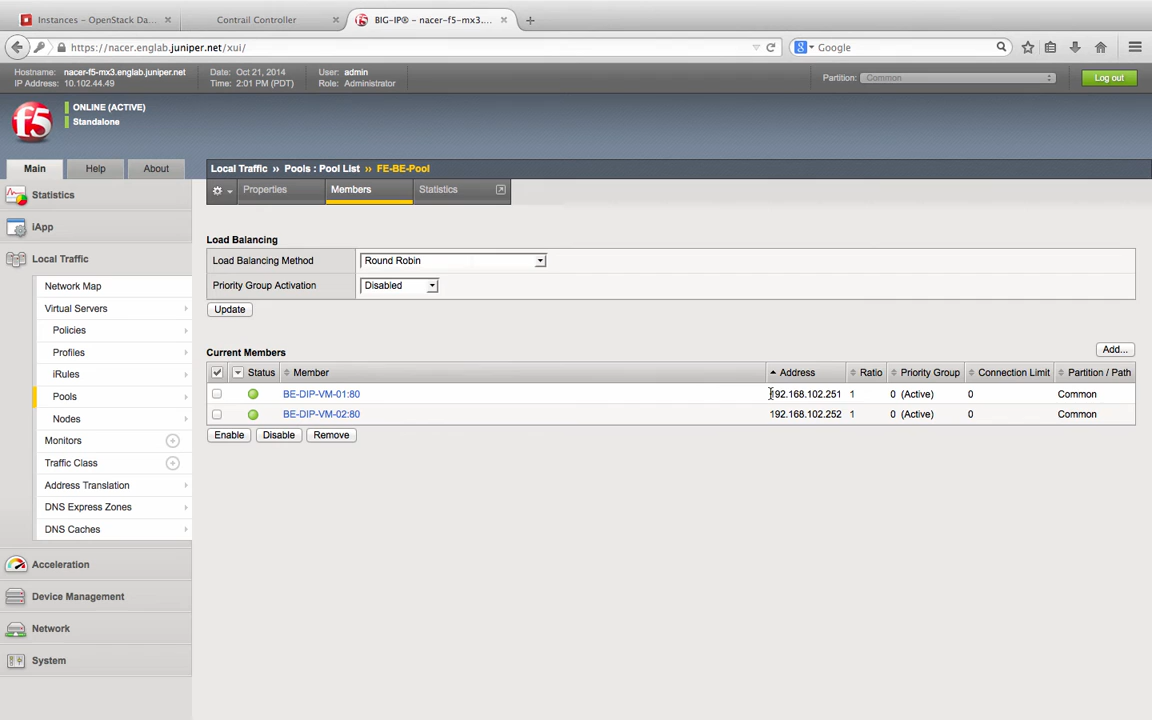 Instances - OpenStack Da... ×
Contrail Controller ×
BIG-IP® - nacer-f5-mx3.... ×
https://nacer.englab.juniper.net/xui/
Google
Hostname: nacer-f5-mx3.englab.juniper.net
IP Address: 10.102.44.49
Date: Oct 21, 2014
Time: 2:01 PM (PDT)
User: admin
Role: Administrator
Partition: Common
Log out
f5
ONLINE (ACTIVE)
Standalone
Main
Help
About
Statistics
iApp
Local Traffic
Network Map
Virtual Servers
Policies
Profiles
iRules
Pools
Nodes
Monitors
Traffic Class
Address Translation
DNS Express Zones
DNS Caches
Acceleration
Device Management
Network
System
Local Traffic ›› Pools : Pool List ›› FE-BE-Pool
Properties
Members
Statistics
Load Balancing
Load Balancing Method Round Robin
Priority Group Activation Disabled
Update
Current Members
Add...
Status Member Address Ratio Priority Group Connection Limit Partition / Path
BE-DIP-VM-01:80 192.168.102.251 1 0 (Active) 0 Common
BE-DIP-VM-02:80 192.168.102.252 1 0 (Active) 0 Common
Enable Disable Remove